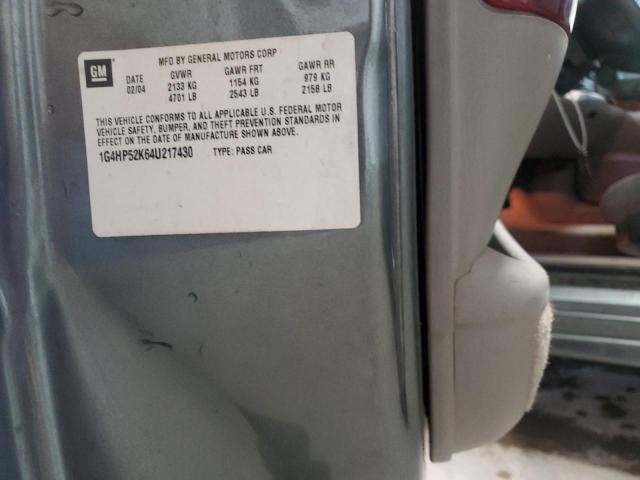 MFD BY GENERAL MOTORS CORP
GM DATE GVWR GAWR FRT GAWR RR
02/04 2133 KG 1154 KG 979 KG
4701 LB 2543 LB 2158 LB
THIS VEHICLE CONFORMS TO ALL APPLICABLE U.S. FEDERAL MOTOR
VEHICLE SAFETY, BUMPER, AND THEFT PREVENTION STANDARDS IN
EFFECT ON THE DATE OF MANUFACTURE SHOWN ABOVE.
1G4HP52K64U217430 TYPE: PASS CAR